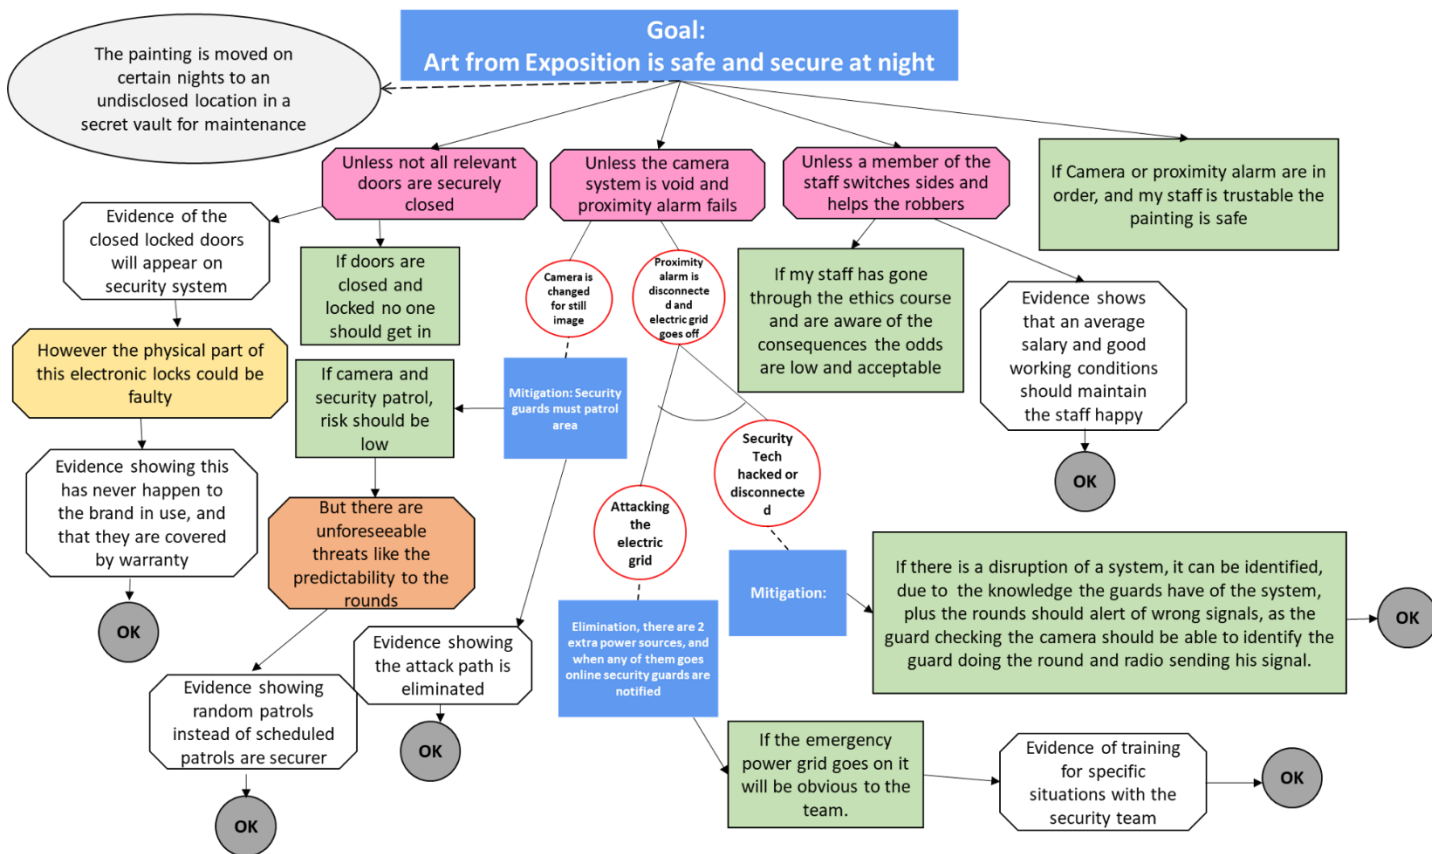 Goal:
Art from Exposition is safe and secure at night
The painting is moved on
certain nights to an
undisclosed location in a
secret vault for maintenance
Unless not all relevant
doors are securely
closed
Unless the camera
system is void and
proximity alarm fails
Unless a member of the
staff switches sides and
helps the robbers
If Camera or proximity alarm are in
order, and my staff is trustable the
painting is safe
Evidence of the
closed locked doors
will appear on
security system
If doors are
closed and
locked no one
should get in
Camera is
changed for still
image
Proximity
alarm is
disconnecte
d and
electric grid
goes off
If my staff has gone
through the ethics course
and are aware of the
consequences the odds
are low and acceptable
Evidence shows
that an average
salary and good
working conditions
should maintain
the staff happy
However the physical part of
this electronic locks could be
faulty
If camera and
security patrol,
risk should be
low
Mitigation: Security
guards must patrol
area
Security
Tech
hacked or
disconnecte
d
OK
Evidence showing this
has never happen to
the brand in use, and
that they are covered
by warranty
But there are
unforeseeable
threats like the
predictability to the
rounds
Attacking
the
electric
grid
Mitigation:
If there is a disruption of a system, it can be identified,
due to  the knowledge the guards have of the system,
plus the rounds should alert of wrong signals, as the
guard checking the camera should be able to identify the
guard doing the round and radio sending his signal.
OK
OK
Elimination, there are 2
extra power sources, and
when any of them goes
online security guards are
notified
Evidence showing
the attack path is
eliminated
Evidence showing
random patrols
instead of scheduled
patrols are securer
OK
If the emergency
power grid goes on it
will be obvious to the
team.
Evidence of training
for specific
situations with the
security team
OK
OK